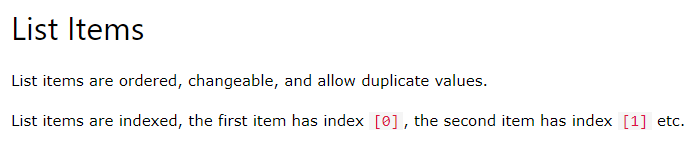 List Items
List items are ordered, changeable, and allow duplicate values.
List items are indexed, the first item has index [0], the second item has index [1] etc.